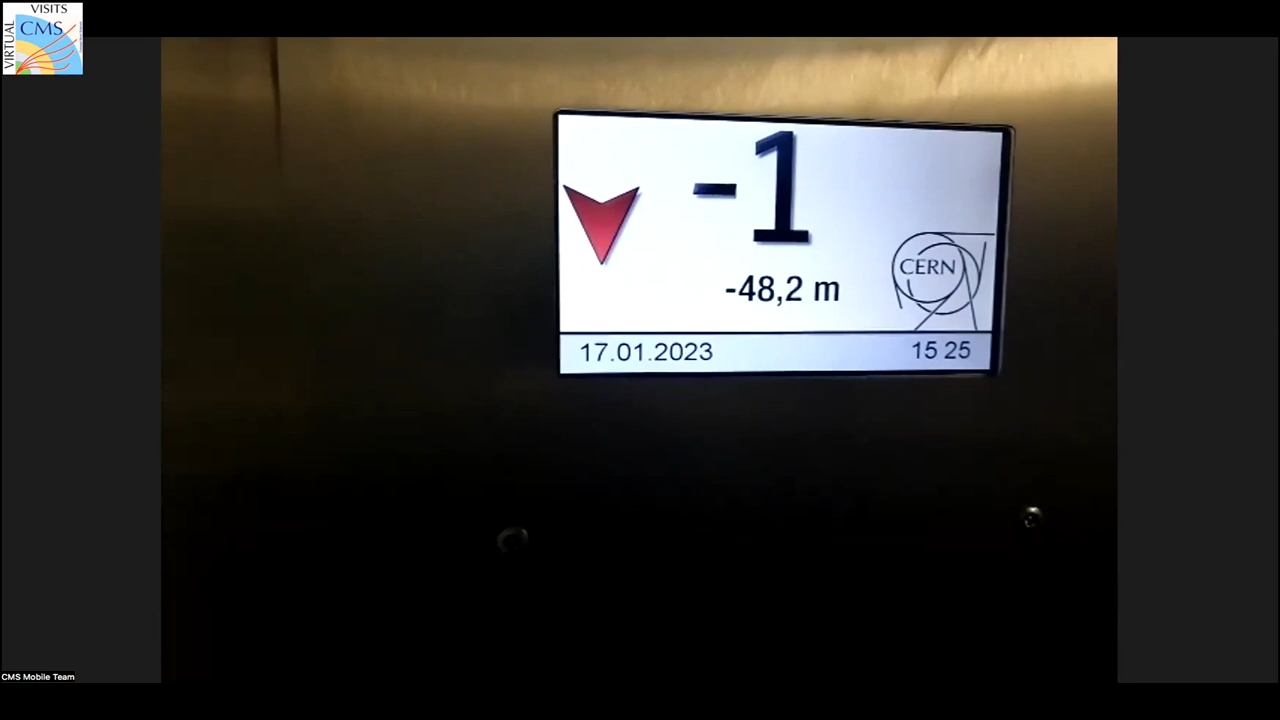 VISITS
VIRTUAL
CMS
-1
-48,2 m
CERN
17.01.2023
15 25
CMS Mobile Team